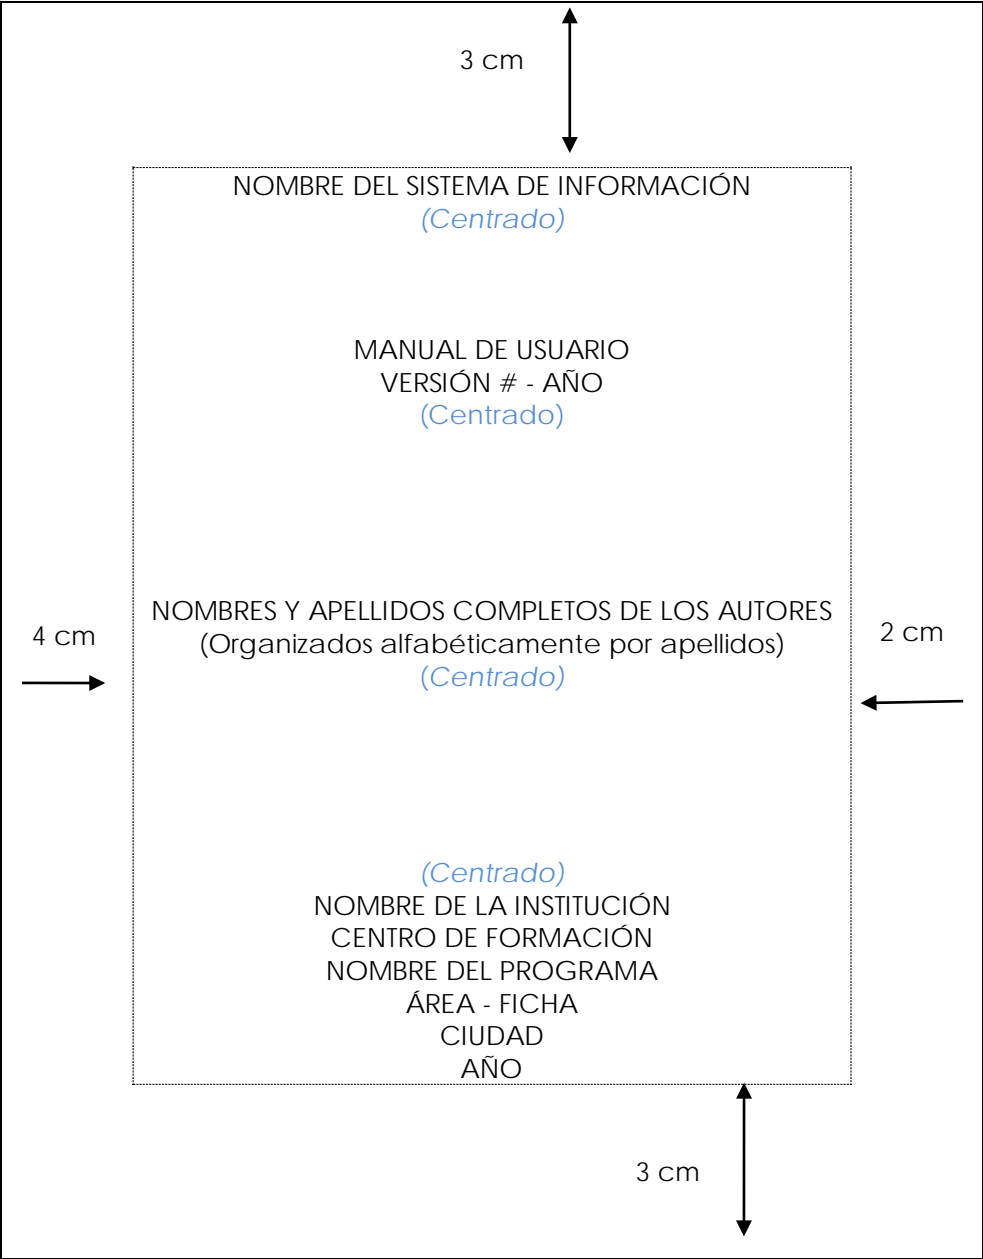 3 cm
NOMBRE DEL SISTEMA DE INFORMACIÓN
(Centrado)
MANUAL DE USUARIO
VERSIÓN # - AÑO
(Centrado)
NOMBRES Y APELLIDOS COMPLETOS DE LOS AUTORES
(Organizados alfabéticamente por apellidos)
(Centrado)
4 cm
2 cm
(Centrado)
NOMBRE DE LA INSTITUCIÓN
CENTRO DE FORMACIÓN
NOMBRE DEL PROGRAMA
ÁREA - FICHA
CIUDAD
AÑO
3 cm